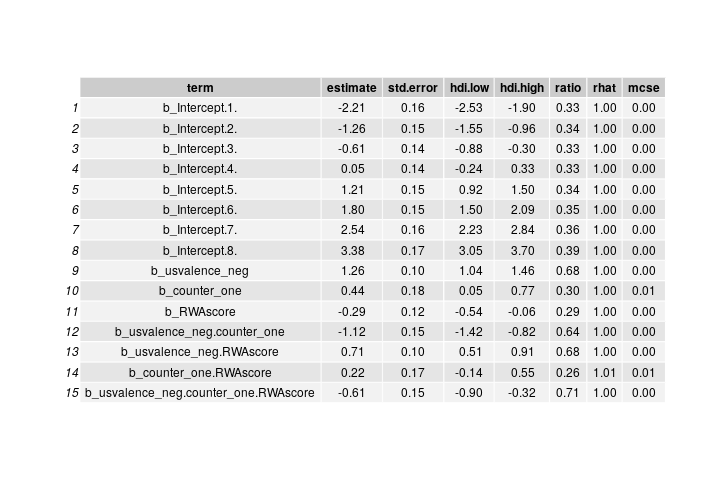 term estimate std.error hdi.low hdi.high ratio rhat mcse
1 b_Intercept.1. -2.21 0.16 -2.53 -1.90 0.33 1.00 0.00
2 b_Intercept.2. -1.26 0.15 -1.55 -0.96 0.34 1.00 0.00
3 b_Intercept.3. -0.61 0.14 -0.88 -0.30 0.33 1.00 0.00
4 b_Intercept.4. 0.05 0.14 -0.24 0.33 0.33 1.00 0.00
5 b_Intercept.5. 1.21 0.15 0.92 1.50 0.34 1.00 0.00
6 b_Intercept.6. 1.80 0.15 1.50 2.09 0.35 1.00 0.00
7 b_Intercept.7. 2.54 0.16 2.23 2.84 0.36 1.00 0.00
8 b_Intercept.8. 3.38 0.17 3.05 3.70 0.39 1.00 0.00
9 b_usvalence_neg 1.26 0.10 1.04 1.46 0.68 1.00 0.00
10 b_counter_one 0.44 0.18 0.05 0.77 0.30 1.00 0.01
11 b_RWAscore -0.29 0.12 -0.54 -0.06 0.29 1.00 0.00
12 b_usvalence_neg.counter_one -1.12 0.15 -1.42 -0.82 0.64 1.00 0.00
13 b_usvalence_neg.RWAscore 0.71 0.10 0.51 0.91 0.68 1.00 0.00
14 b_counter_one.RWAscore 0.22 0.17 -0.14 0.55 0.26 1.01 0.01
15 b_usvalence_neg.counter_one.RWAscore -0.61 0.15 -0.90 -0.32 0.71 1.00 0.00